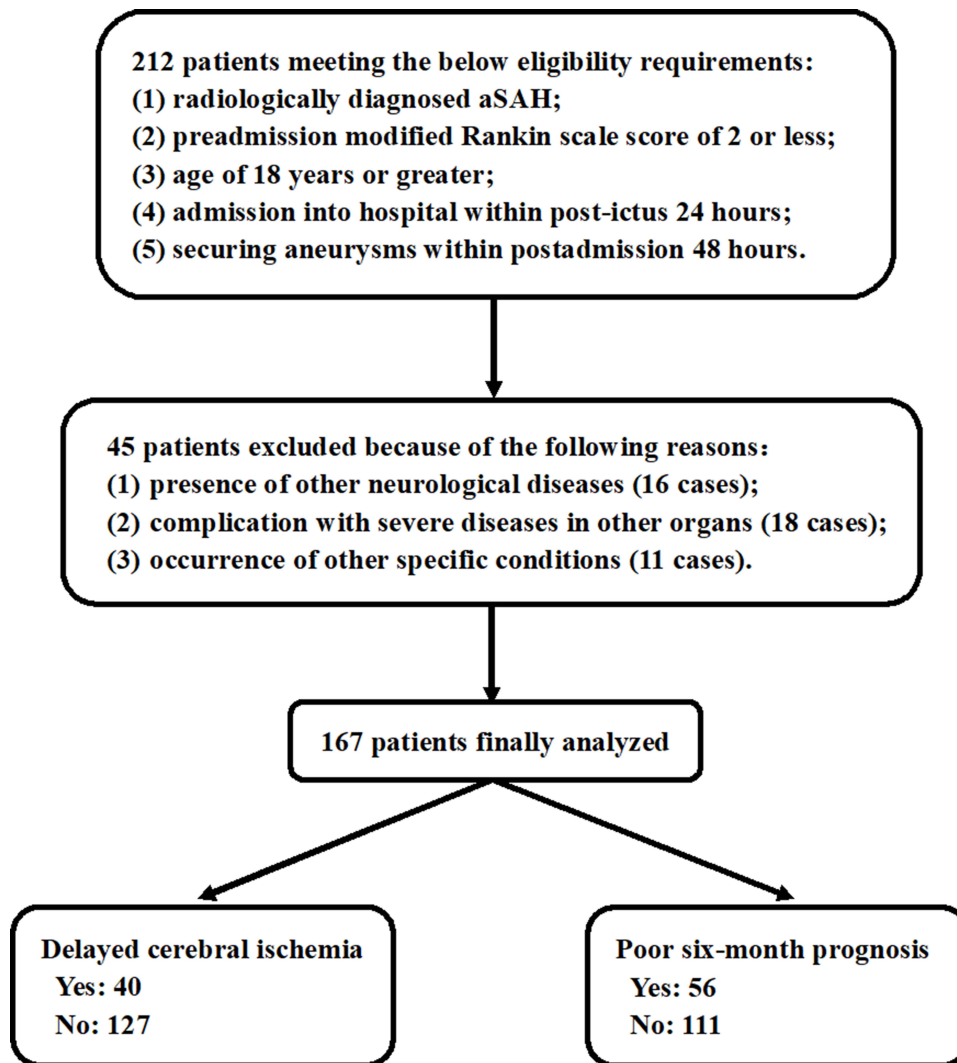 212 patients meeting the below eligibility requirements:
(1) radiologically diagnosed aSAH;
(2) preadmission modified Rankin scale score of 2 or less;
(3) age of 18 years or greater;
(4) admission into hospital within post-ictus 24 hours;
(5) securing aneurysms within postadmission 48 hours.
45 patients excluded because of the following reasons:
(1) presence of other neurological diseases (16 cases);
(2) complication with severe diseases in other organs (18 cases);
(3) occurrence of other specific conditions (11 cases).
167 patients finally analyzed
Delayed cerebral ischemia
Yes: 40
No: 127
Poor six-month prognosis
Yes: 56
No: 111